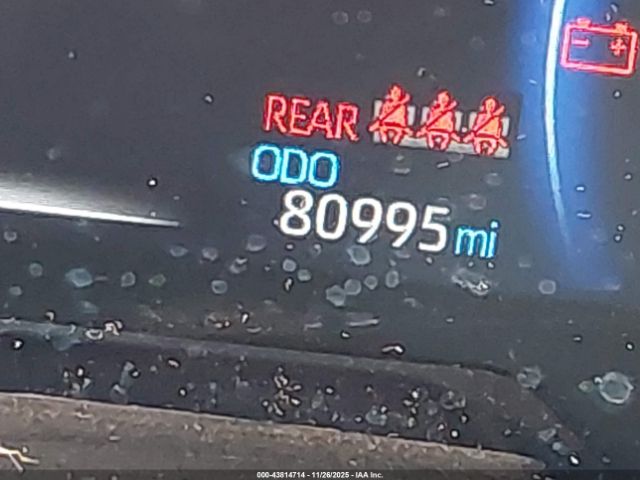 REAR
ODO
80995 mi
000-43814714 - 11/26/2025 - IAA Inc.